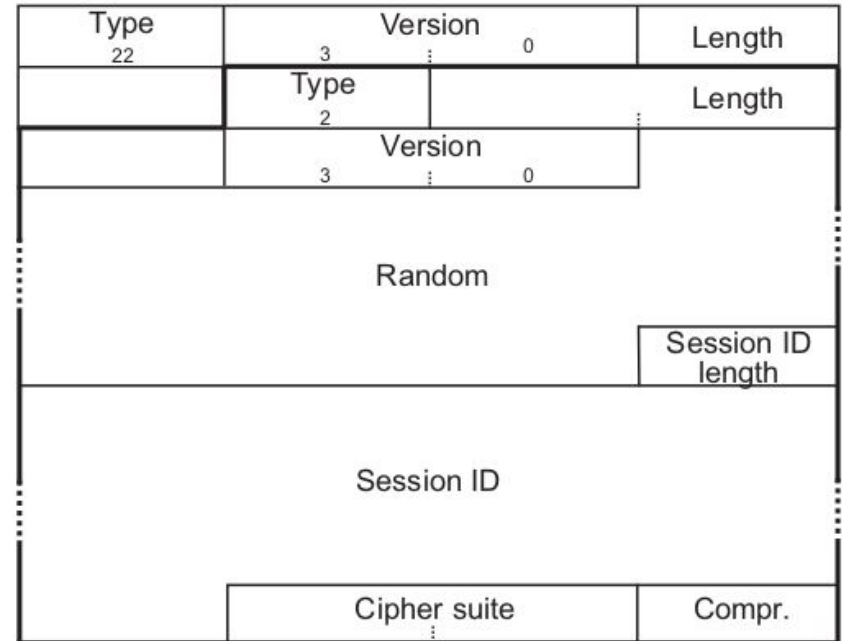 Type Version Length
22 3 0
Type Length
2
Version
3 0
Random
Session ID
length
Session ID
Cipher suite Compr.